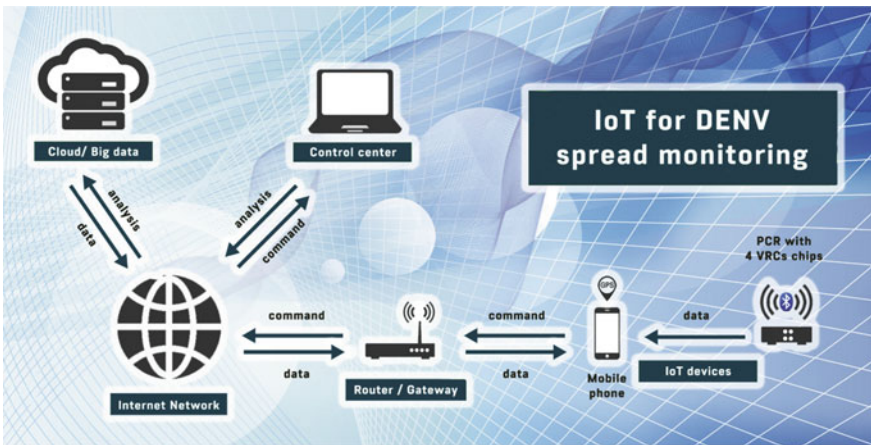 IoT for DENV
spread monitoring
Cloud/ Big data
Control center
analysis
data
analysis
command
PCR with
4 VRCs chips
GPS
command
data
command
data
data
Internet Network
Router / Gateway
Mobile
phone
IoT devices